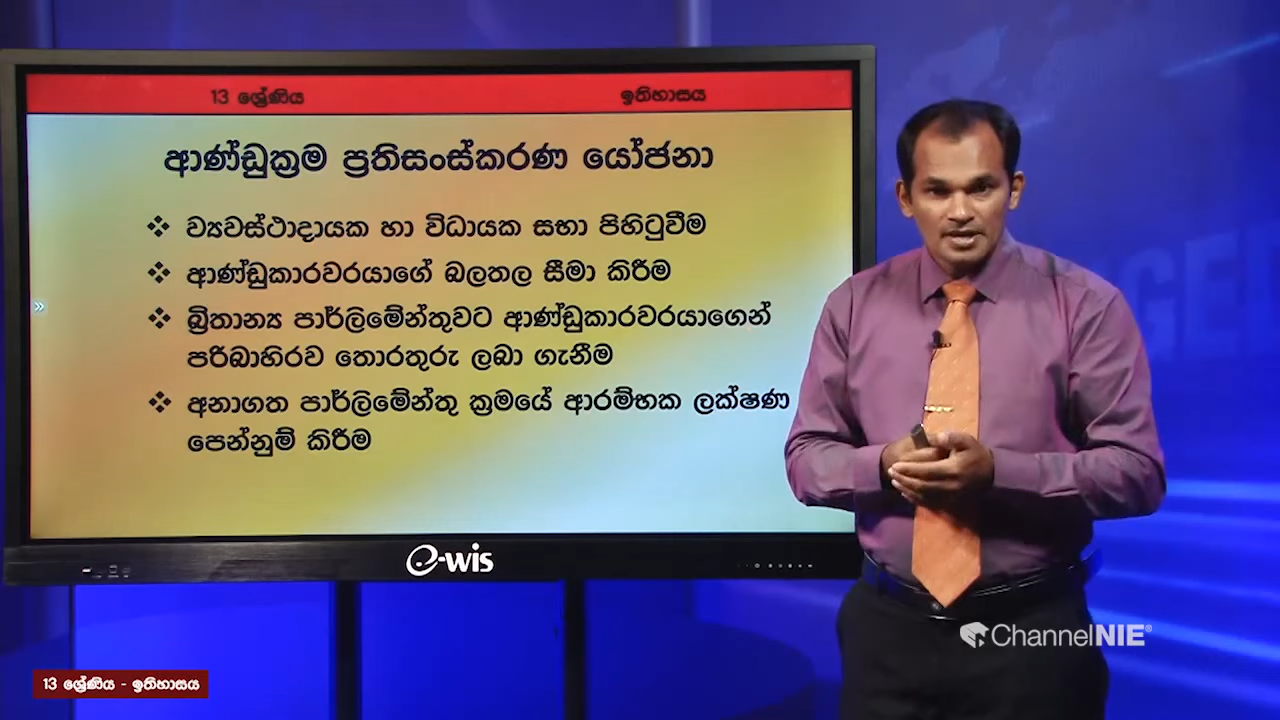 13 ශ්‍රේණිය
ඉතිහාසය
ආණ්ඩුක්‍රම ප්‍රතිසංස්කරණ යෝජනා
❖ ව්‍යවස්ථාදායක හා විධායක සභා පිහිටුවීම
❖ ආණ්ඩුකාරවරයාගේ බලතල සීමා කිරීම
❖ බ්‍රිතාන්‍ය පාර්ලිමේන්තුවට ආණ්ඩුකාරවරයාගෙන්
පරිබාහිරව තොරතුරු ලබා ගැනීම
❖ අනාගත පාර්ලිමේන්තු ක්‍රමයේ ආරම්භක ලක්ෂණ
පෙන්නුම් කිරීම
e-wis
ChannelNIE®
13 ශ්‍රේණිය - ඉතිහාසය